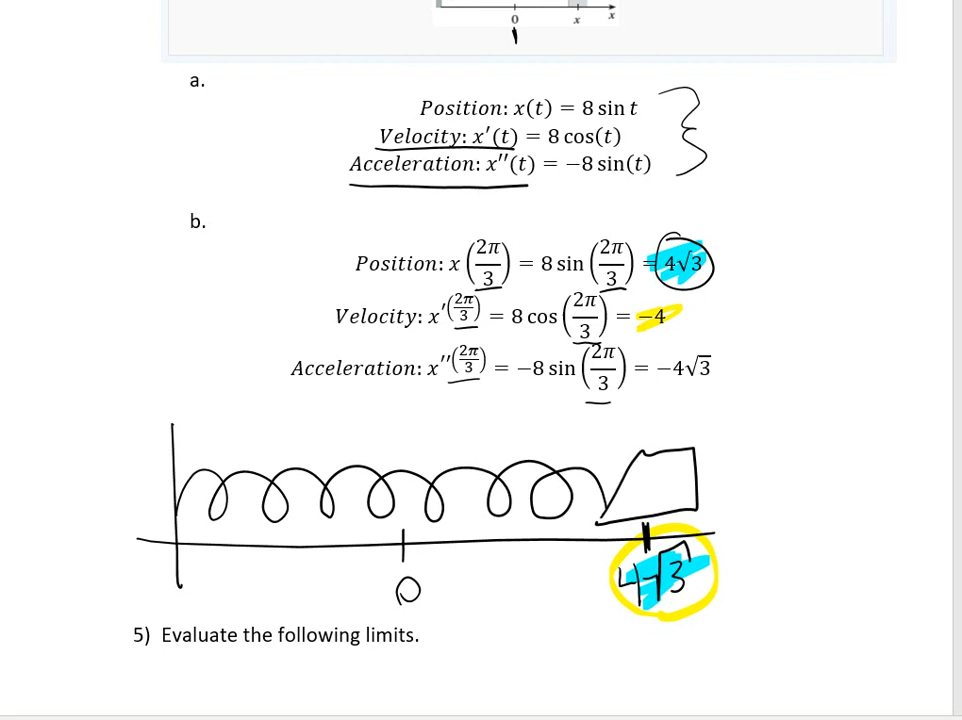 0 x x
a.
Position: x(t) = 8 sin t
Velocity: x′(t) = 8 cos(t)
Acceleration: x″(t) = −8 sin(t)
b.
Position: x(2π/3) = 8 sin(2π/3) = 4√3
Velocity: x′(2π/3) = 8 cos(2π/3) = −4
Acceleration: x″(2π/3) = −8 sin(2π/3) = −4√3
0 4√3
5) Evaluate the following limits.